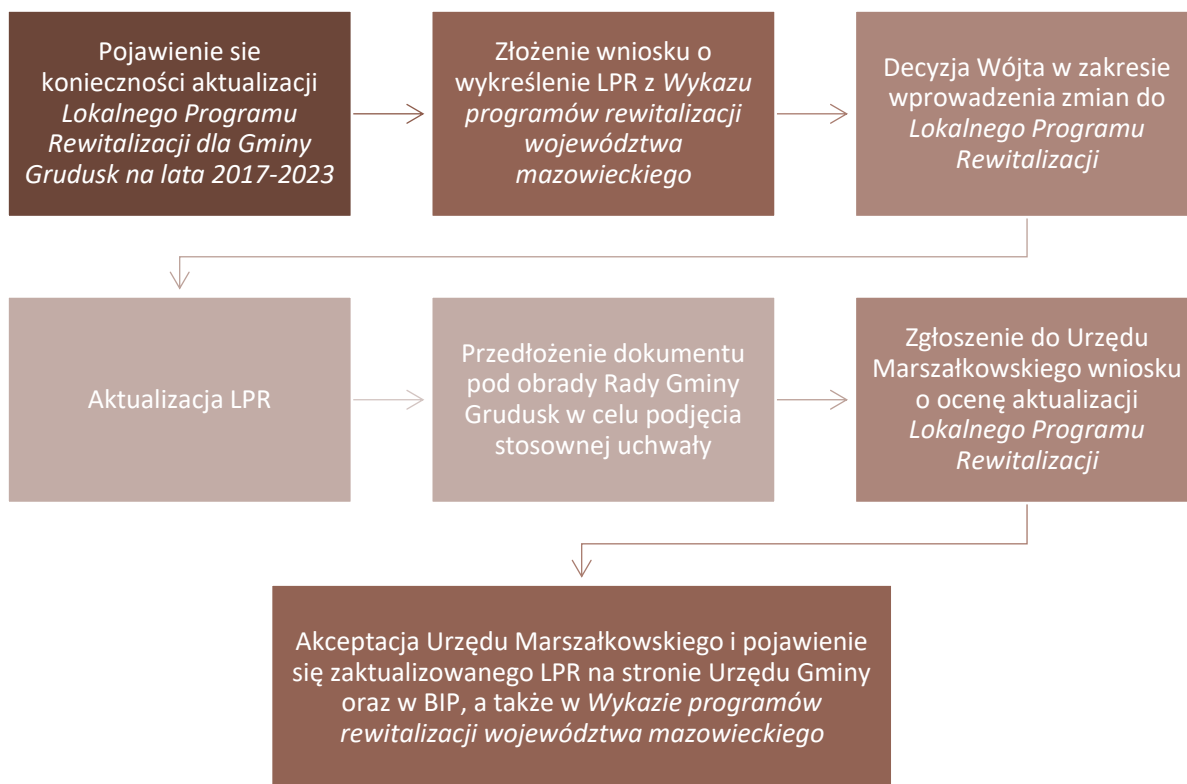 Pojawienie sie
konieczności aktualizacji
Lokalnego Programu
Rewitalizacji dla Gminy
Grudusk na lata 2017-2023
Złożenie wniosku o
wykreślenie LPR z Wykazu
programów rewitalizacji
województwa
mazowieckiego
Decyzja Wójta w zakresie
wprowadzenia zmian do
Lokalnego Programu
Rewitalizacji
Aktualizacja LPR
Przedłożenie dokumentu
pod obrady Rady Gminy
Grudusk w celu podjęcia
stosownej uchwały
Zgłoszenie do Urzędu
Marszałkowskiego wniosku
o ocenę aktualizacji
Lokalnego Programu
Rewitalizacji
Akceptacja Urzędu Marszałkowskiego i pojawienie
się zaktualizowanego LPR na stronie Urzędu Gminy
oraz w BIP, a także w Wykazie programów
rewitalizacji województwa mazowieckiego